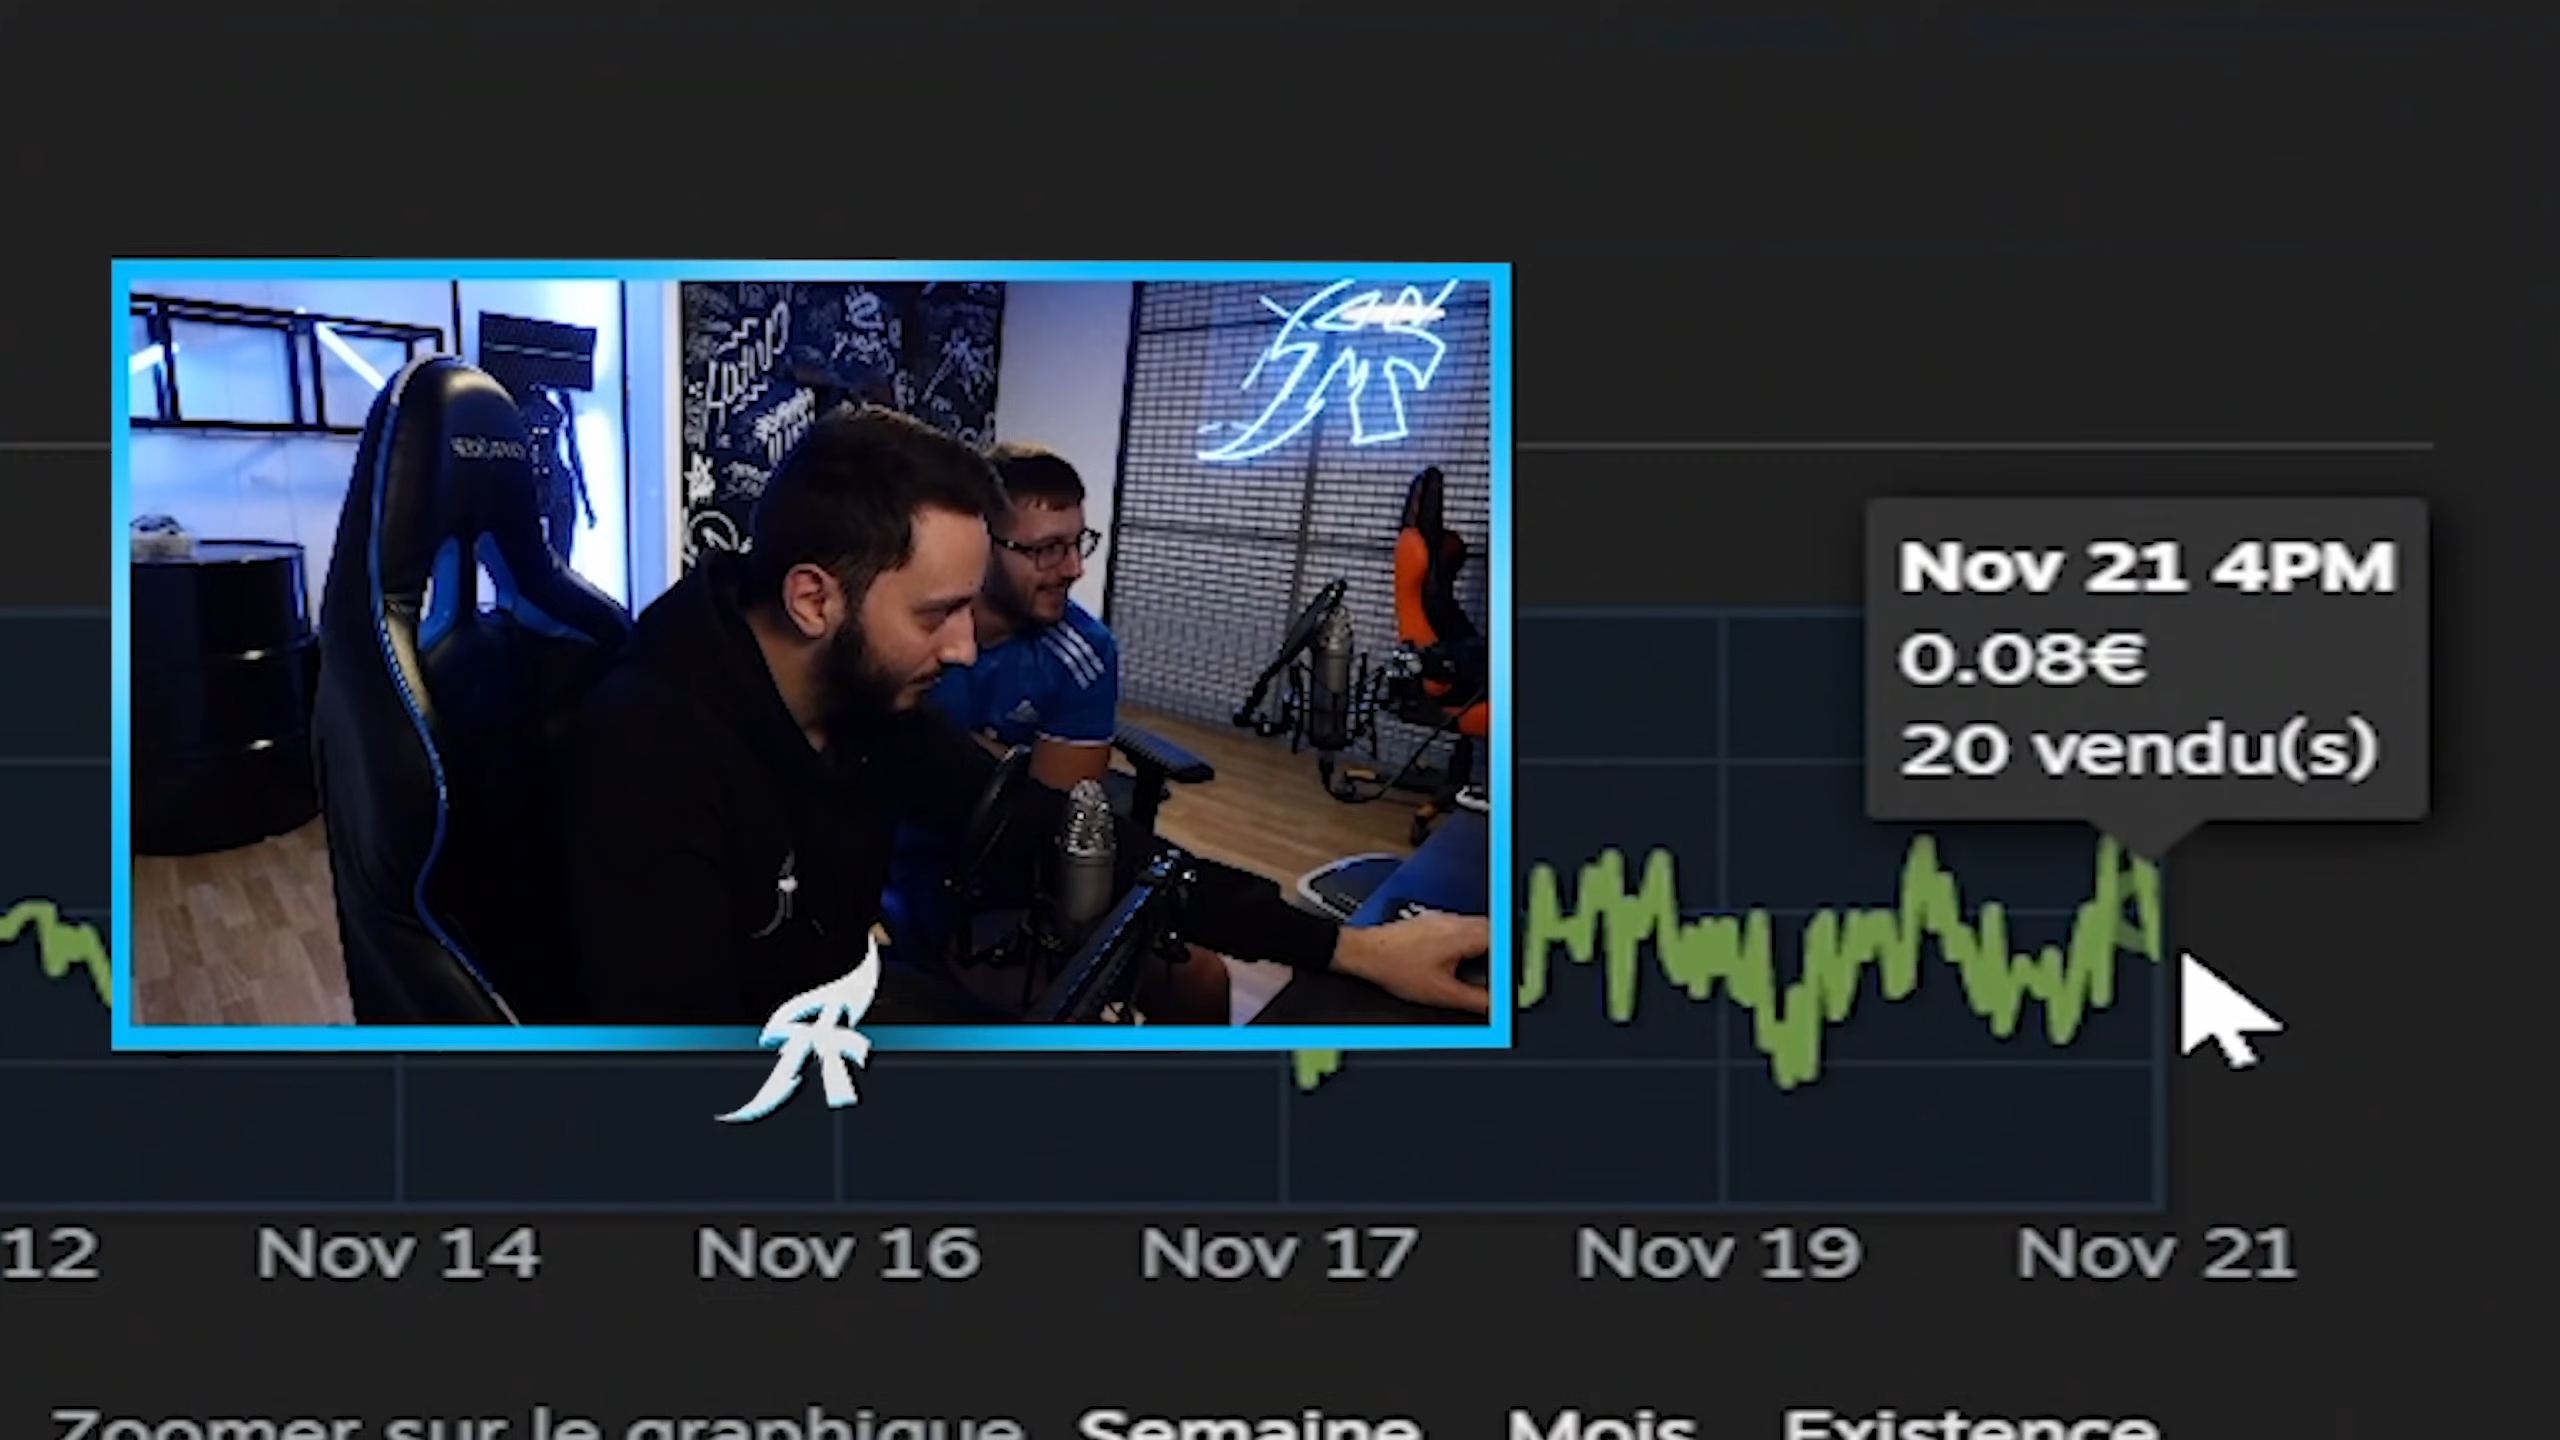 Nov 21 4PM
0.08€
20 vendu(s)
12 Nov 14 Nov 16 Nov 17 Nov 19 Nov 21
Zoomer sur le graphique Semaine Mois Existence